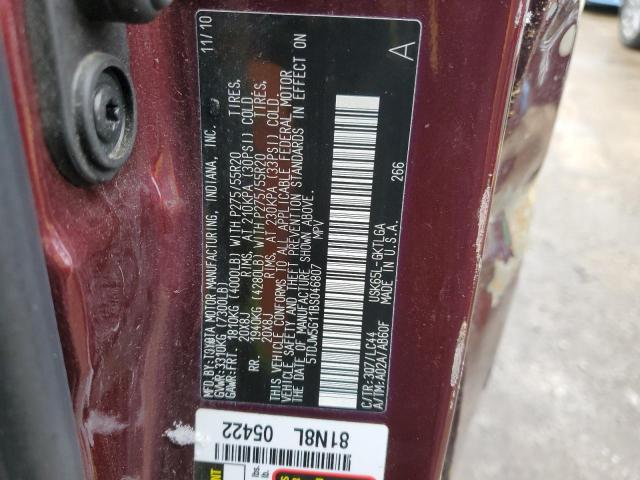 MFD.BY:TOYOTA MOTOR MANUFACTURING, INDIANA, INC. 11/10
GVWR:3310KG (7300LB)
GAWR:FRT. 1810KG (4000LB) WITH P275/55R20 TIRES,
20X8J RIMS, AT 210KPA (30PSI) COLD.
RR. 1940KG (4280LB) WITH P275/55R20 TIRES,
20X8J RIMS, AT 230KPA (33PSI) COLD.
THIS VEHICLE CONFORMS TO ALL APPLICABLE FEDERAL MOTOR
VEHICLE SAFETY AND THEFT PREVENTION STANDARDS IN EFFECT ON
THE DATE OF MANUFACTURE SHOWN ABOVE.
5TDJW5G11BS046807 MPV
A
266
USK65L-GKTLGA
C/TR:3Q7/LC44 MADE IN U.S.A.
A/TM:A02A/AB60F
81N8L 05422
lbs.
lb.